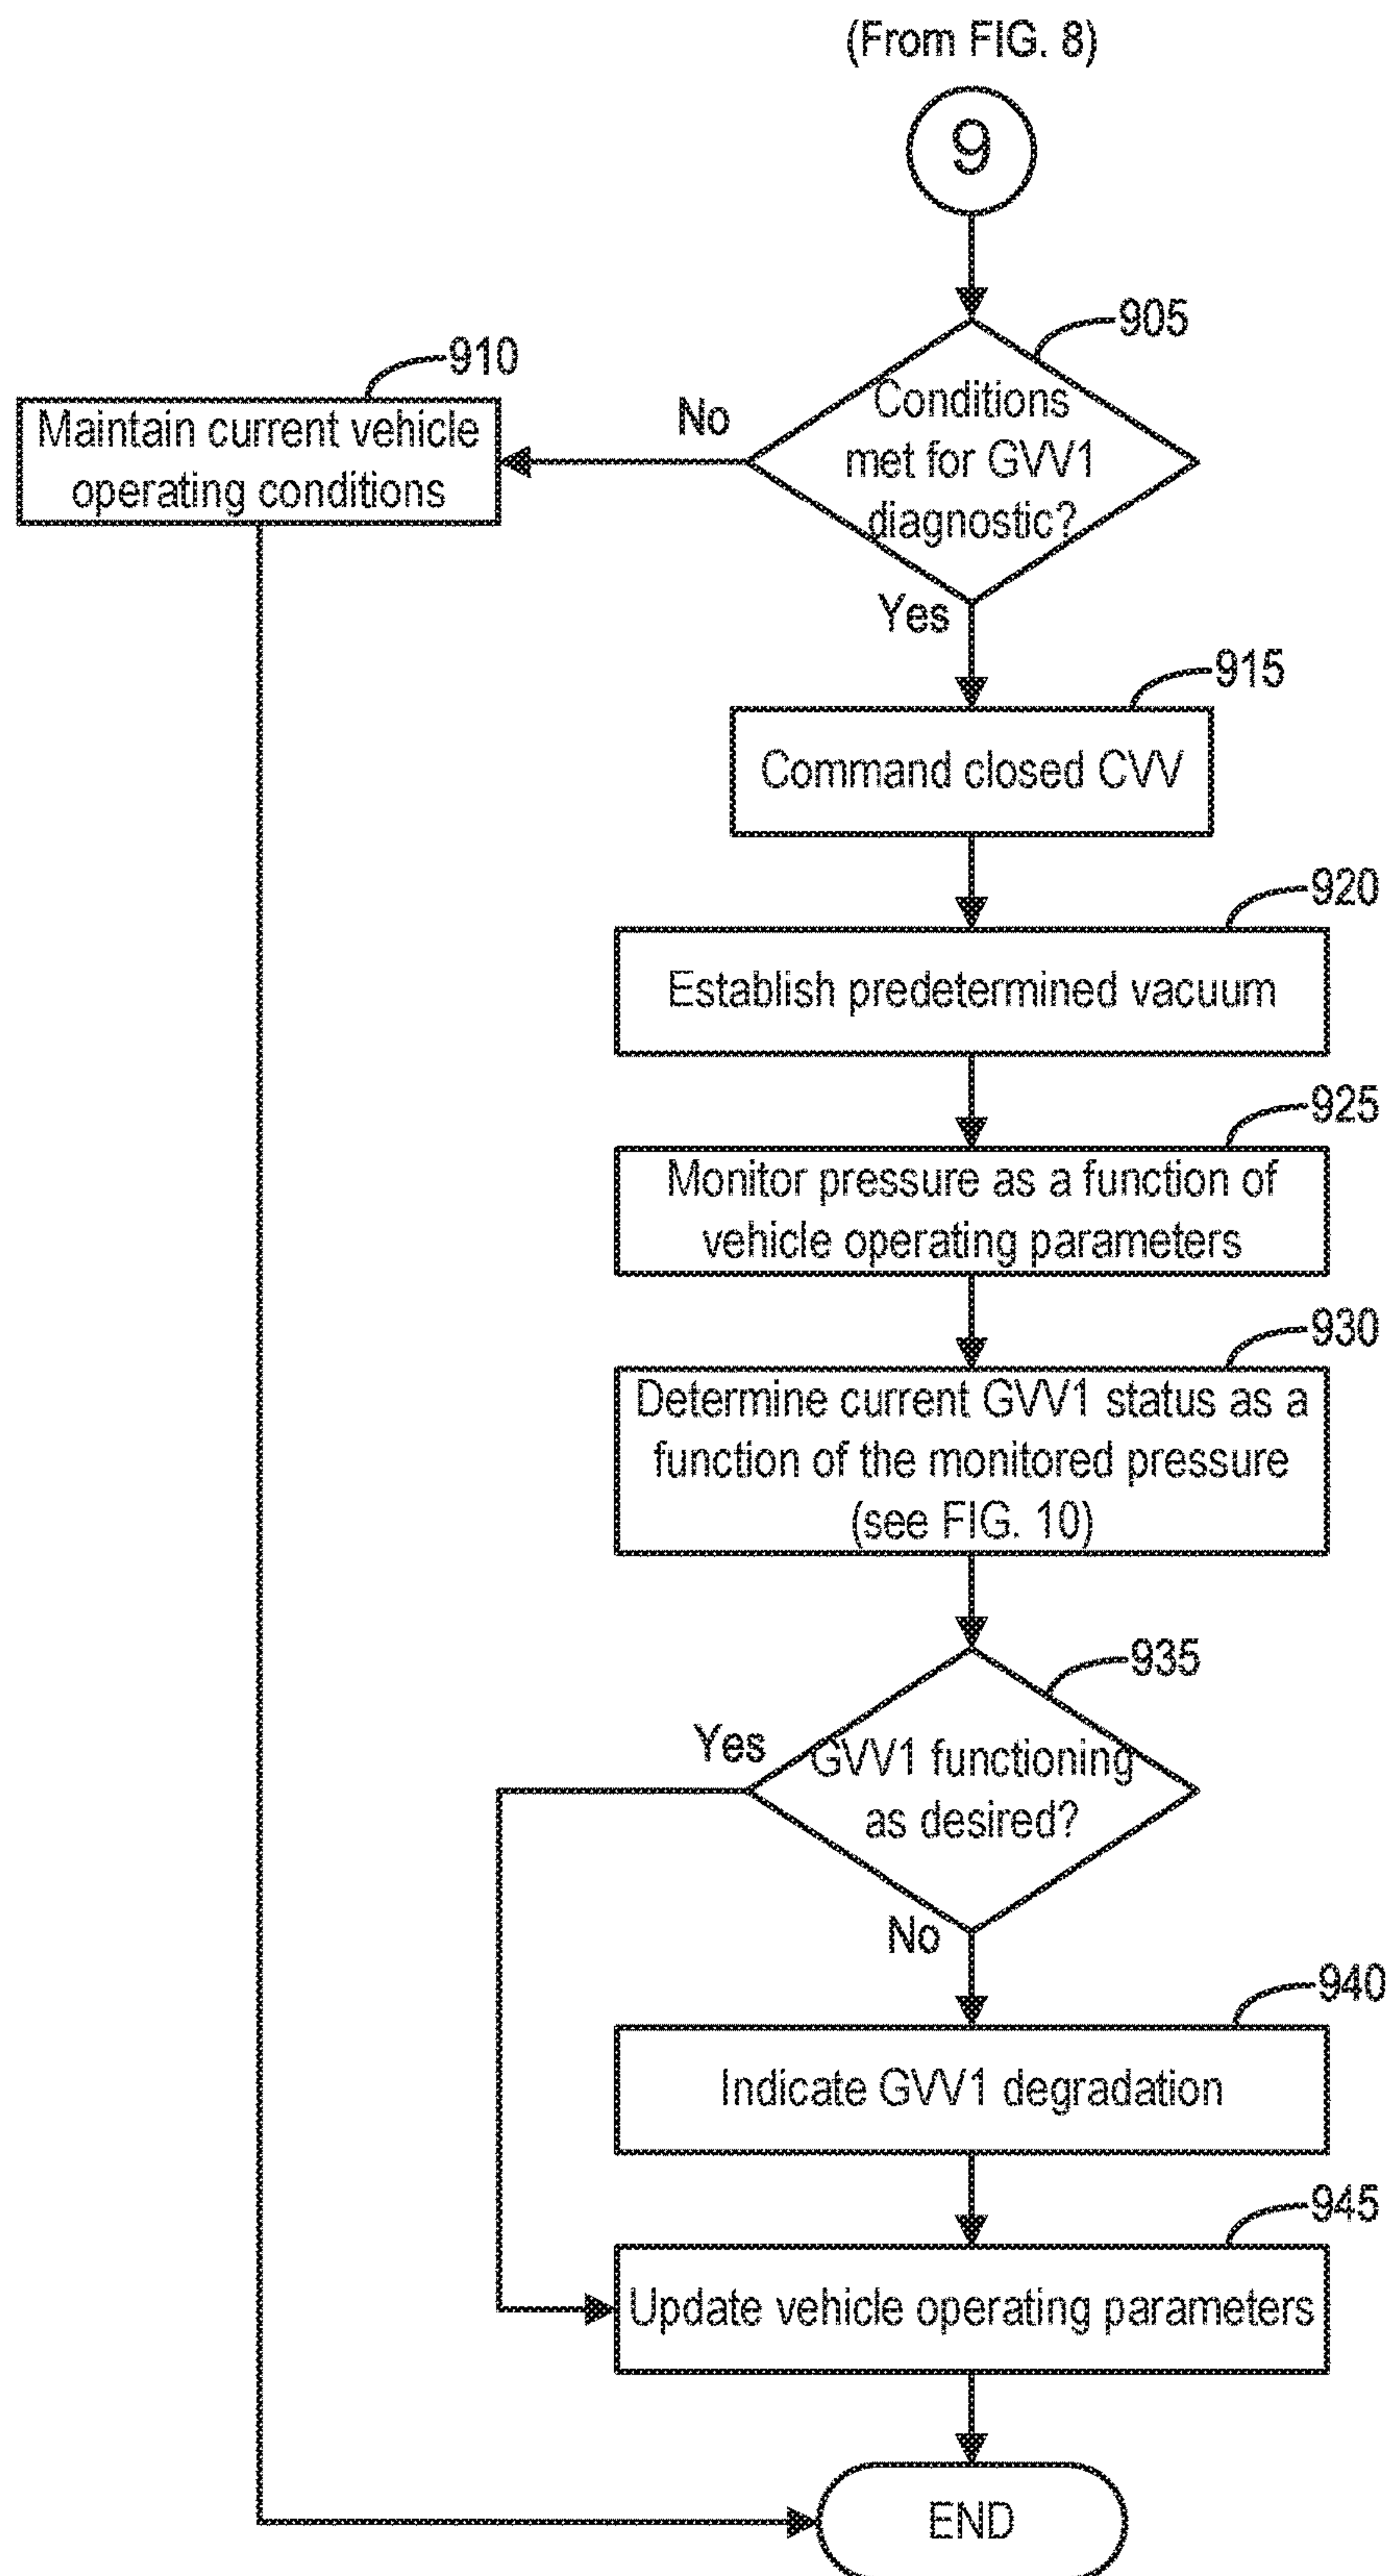 (From FIG. 8)
9
905
Conditions
met for GVV1
diagnostic?
No
910
Maintain current vehicle
operating conditions
Yes
915
Command closed CVV
920
Establish predetermined vacuum
925
Monitor pressure as a function of
vehicle operating parameters
930
Determine current GVV1 status as a
function of the monitored pressure
(see FIG. 10)
935
GVV1 functioning
as desired?
Yes
No
940
Indicate GVV1 degradation
945
Update vehicle operating parameters
END